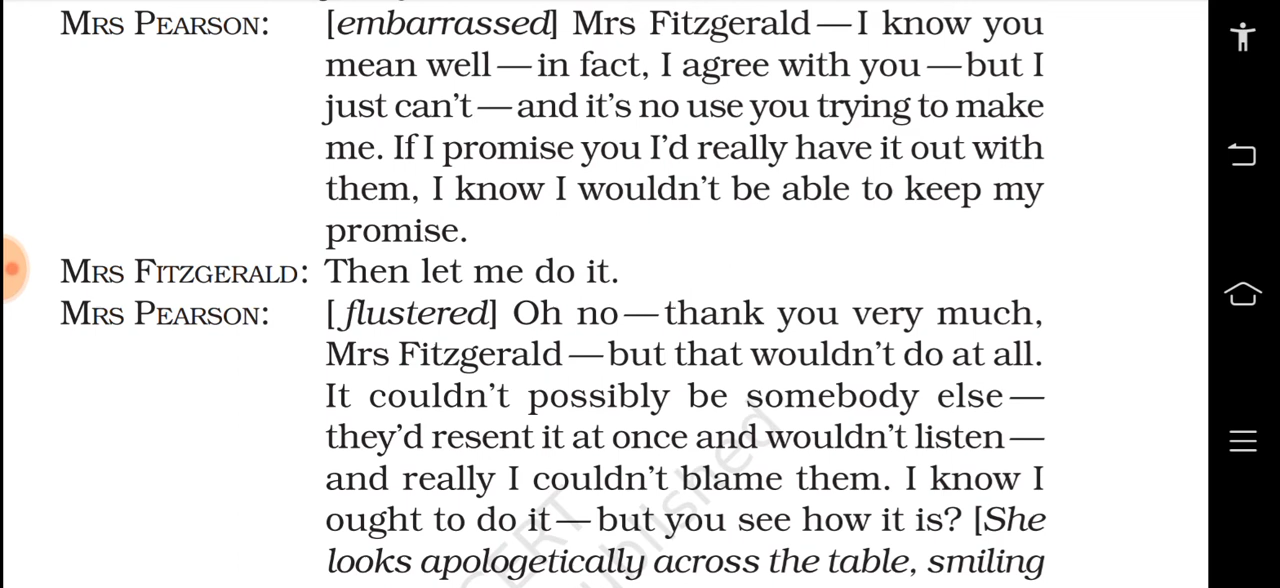 MRS PEARSON: [embarrassed] Mrs Fitzgerald—I know you
mean well—in fact, I agree with you—but I
just can’t—and it’s no use you trying to make
me. If I promise you I’d really have it out with
them, I know I wouldn’t be able to keep my
promise.
MRS FITZGERALD: Then let me do it.
MRS PEARSON: [flustered] Oh no—thank you very much,
Mrs Fitzgerald—but that wouldn’t do at all.
It couldn’t possibly be somebody else—
they’d resent it at once and wouldn’t listen—
and really I couldn’t blame them. I know I
ought to do it—but you see how it is? [She
looks apologetically across the table, smiling